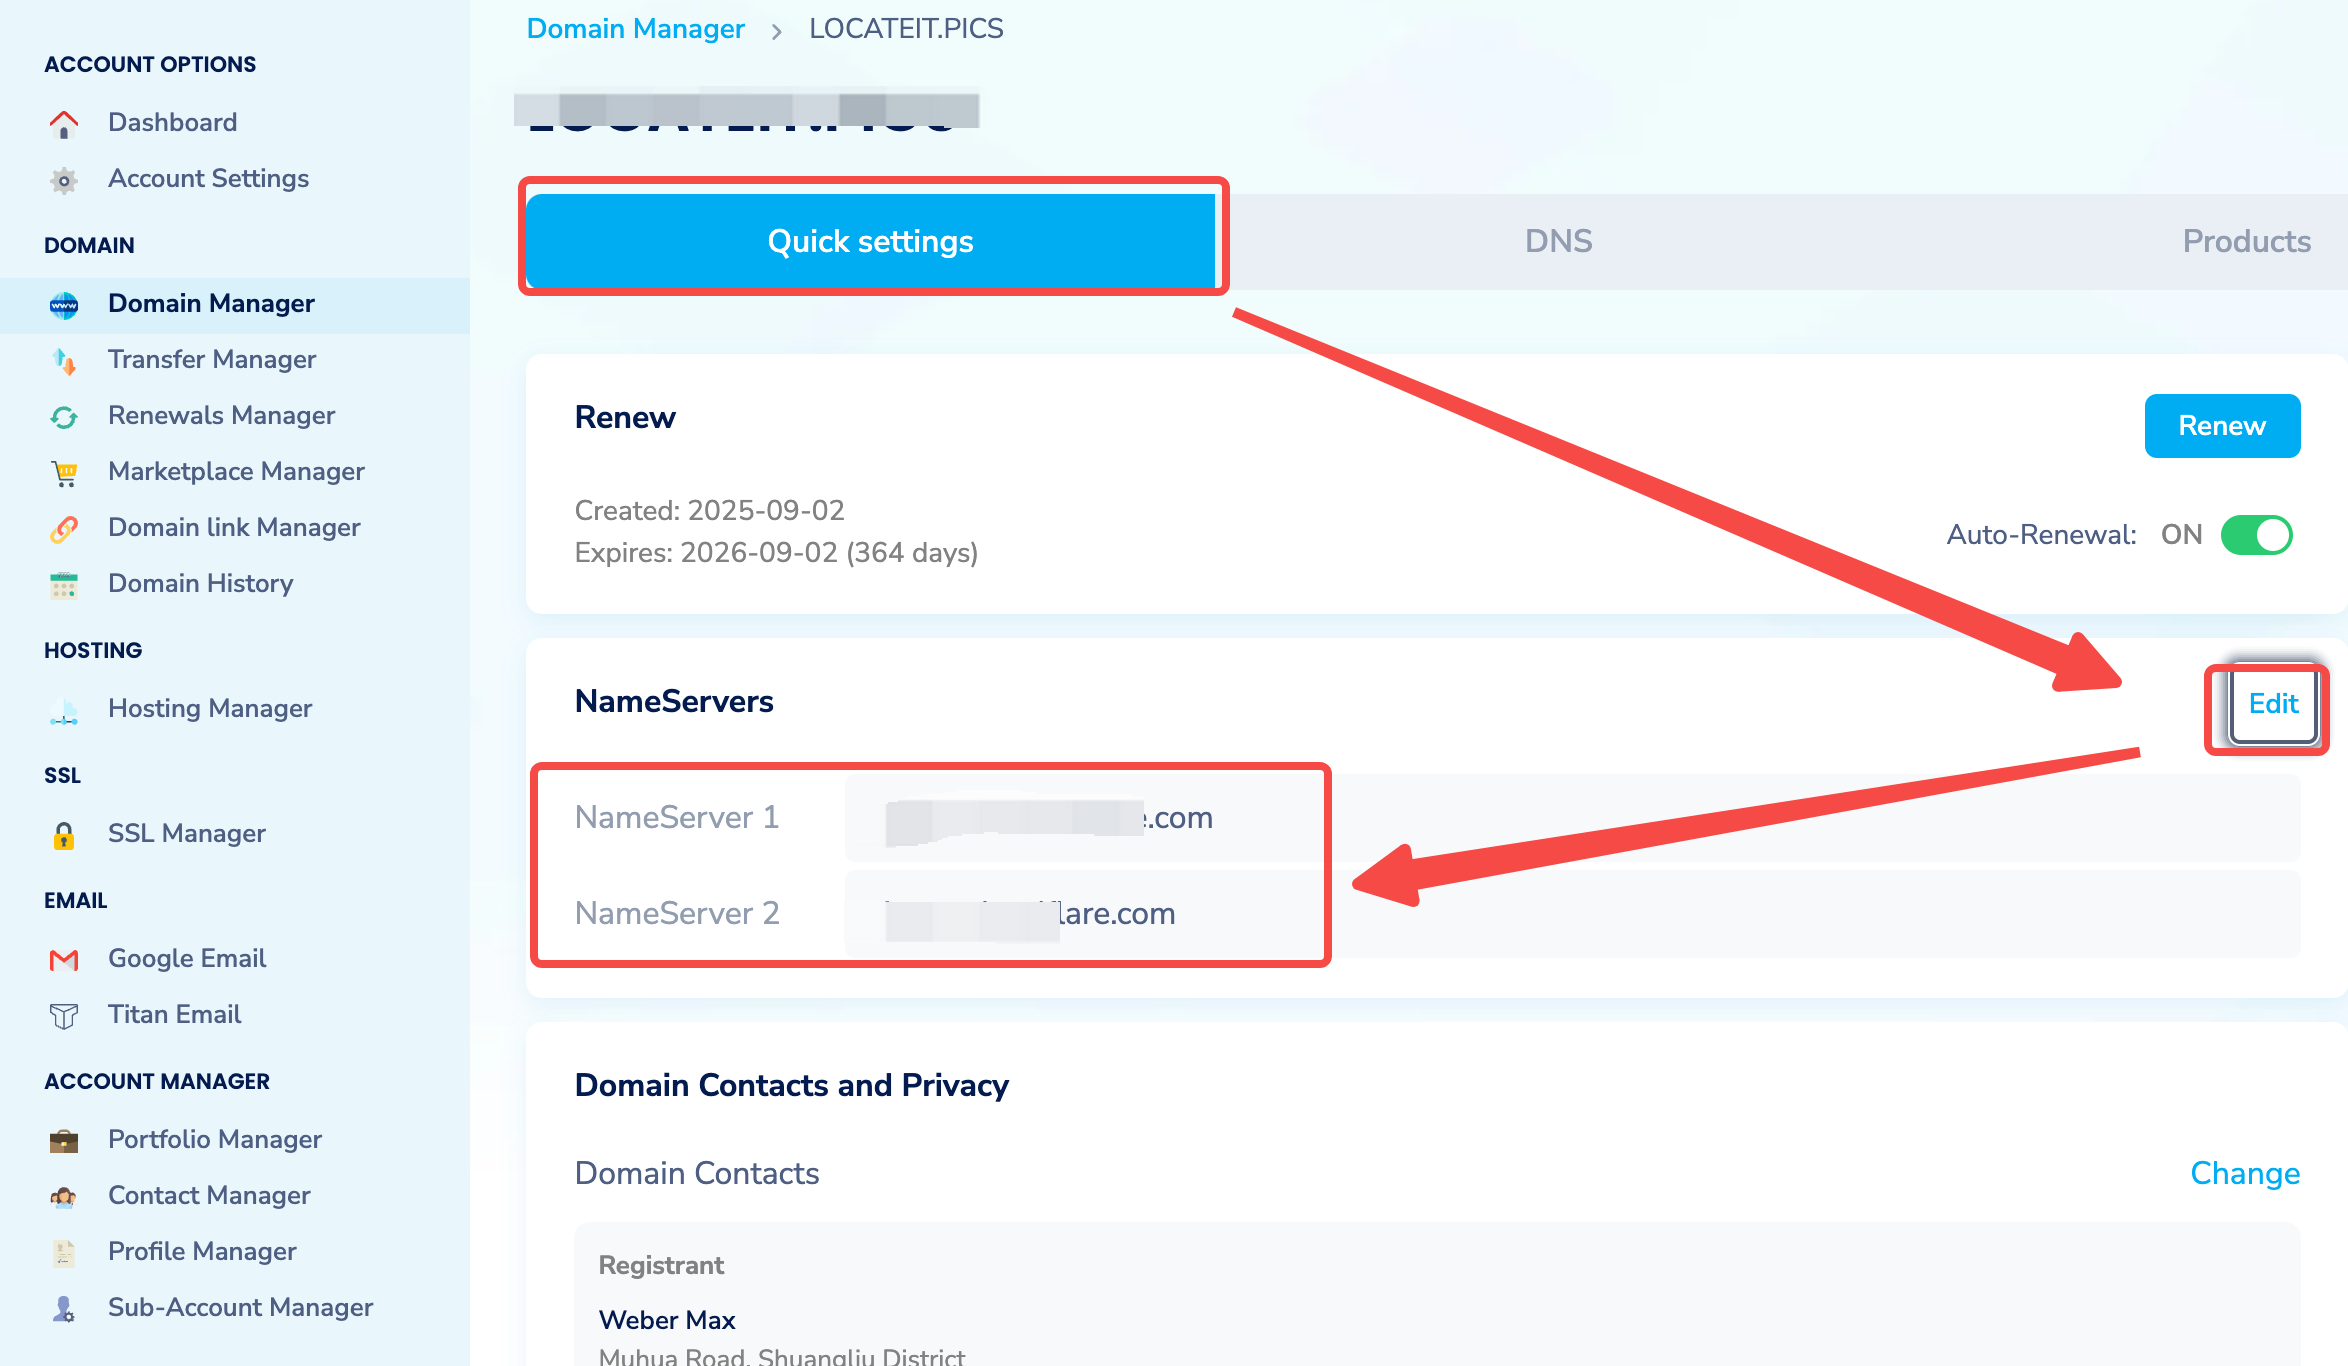 Domain Manager > LOCATEIT.PICS
ACCOUNT OPTIONS
Dashboard
Account Settings
DOMAIN
Domain Manager
Transfer Manager
Renewals Manager
Marketplace Manager
Domain link Manager
Domain History
HOSTING
Hosting Manager
SSL
SSL Manager
EMAIL
Google Email
Titan Email
ACCOUNT MANAGER
Portfolio Manager
Contact Manager
Profile Manager
Sub-Account Manager
LOCATEIT.PICS
Quick settings
DNS
Products
Renew
Renew
Created: 2025-09-02
Expires: 2026-09-02 (364 days)
Auto-Renewal: ON
NameServers
Edit
NameServer 1
.com
NameServer 2
lare.com
Domain Contacts and Privacy
Domain Contacts
Change
Registrant
Weber Max
Muhua Road, Shuangliu District